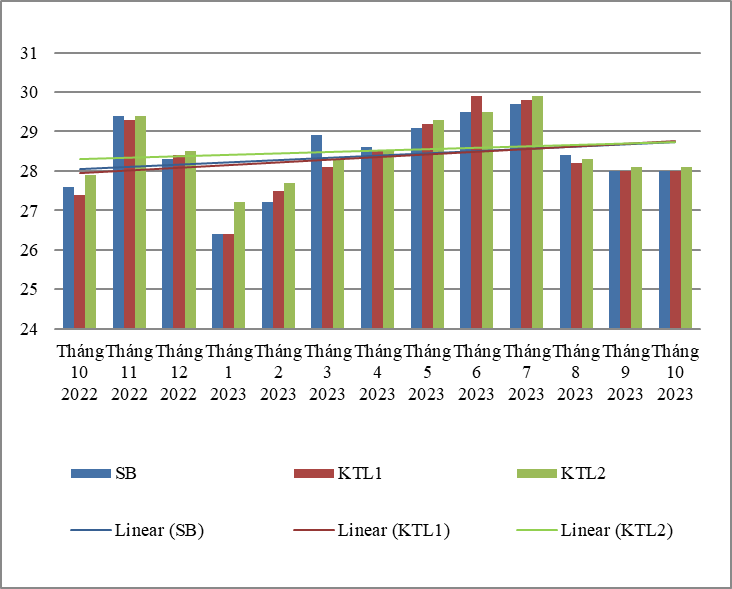 31
30
29
28
27
26
25
24
Tháng Tháng Tháng Tháng Tháng Tháng Tháng Tháng Tháng Tháng Tháng Tháng Tháng
10 11 12 1 2 3 4 5 6 7 8 9 10
2022 2022 2022 2023 2023 2023 2023 2023 2023 2023 2023 2023 2023
SB KTL1 KTL2
Linear (SB) Linear (KTL1) Linear (KTL2)